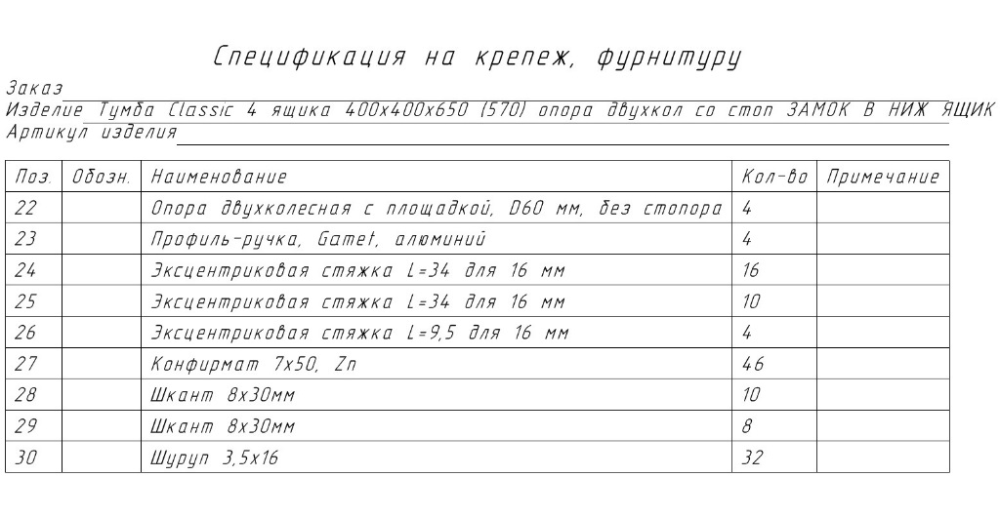 Спецификация на крепеж, фурнитуру
Заказ
Изделие Тумба Classic 4 ящика 400х400х650 (570) опора двухкол со стоп ЗАМОК В НИЖ ЯЩИК
Артикул изделия
Поз. Обозн. Наименование Кол-во Примечание
22 Опора двухколесная с площадкой, D60 мм, без стопора 4
23 Профиль-ручка, Gamet, алюминий 4
24 Эксцентриковая стяжка L=34 для 16 мм 16
25 Эксцентриковая стяжка L=34 для 16 мм 10
26 Эксцентриковая стяжка L=9,5 для 16 мм 4
27 Конфирмат 7х50, Zn 46
28 Шкант 8х30мм 10
29 Шкант 8х30мм 8
30 Шуруп 3,5х16 32